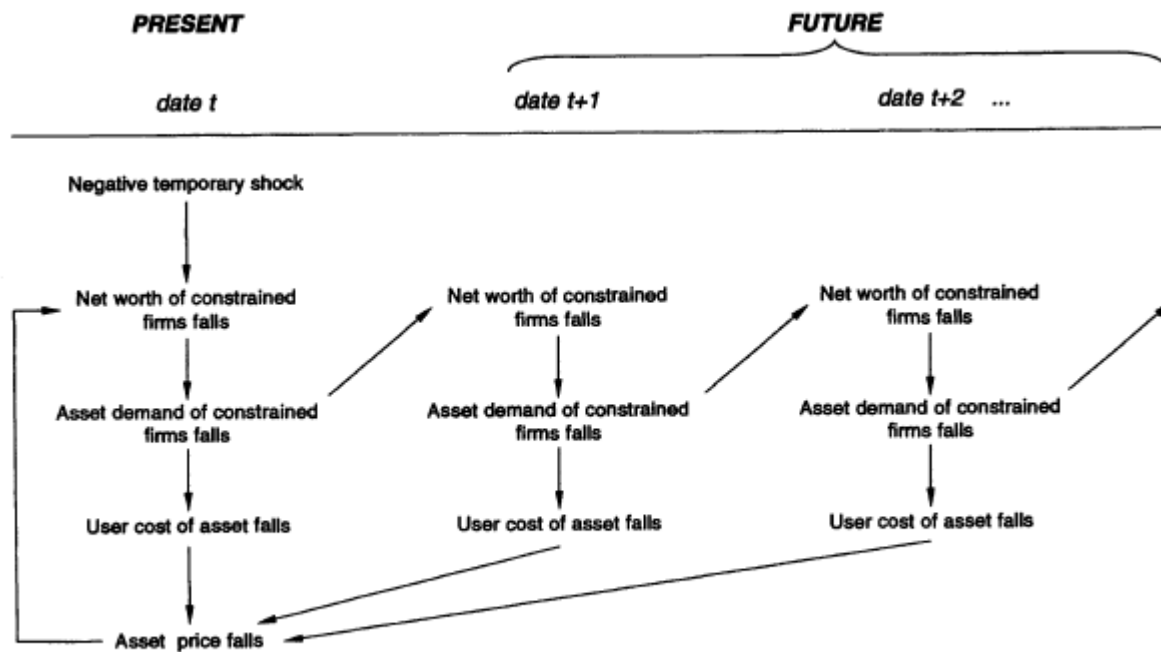 PRESENT
FUTURE
date t
date t+1
date t+2 ...
Negative temporary shock
Net worth of constrained
firms falls
Net worth of constrained
firms falls
Net worth of constrained
firms falls
Asset demand of constrained
firms falls
Asset demand of constrained
firms falls
Asset demand of constrained
firms falls
User cost of asset falls
User cost of asset falls
User cost of asset falls
Asset price falls